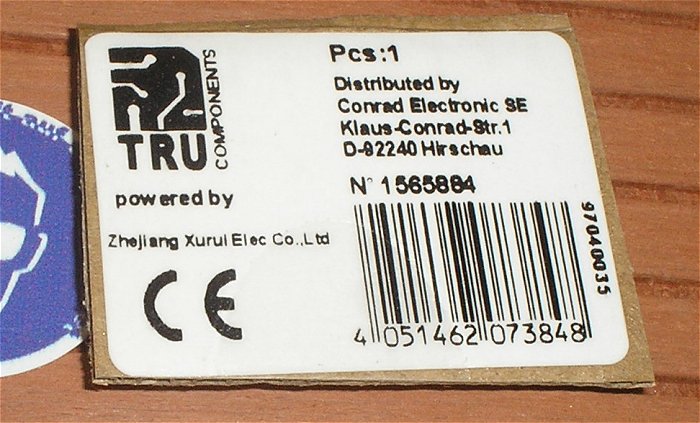 TRU
COMPONENTS
powered by
Zhejiang Xurui Elec Co.,Ltd
CE
Pcs:1
Distributed by
Conrad Electronic SE
Klaus-Conrad-Str.1
D-92240 Hirschau
N° 1565884
97040035
4 051462 073848